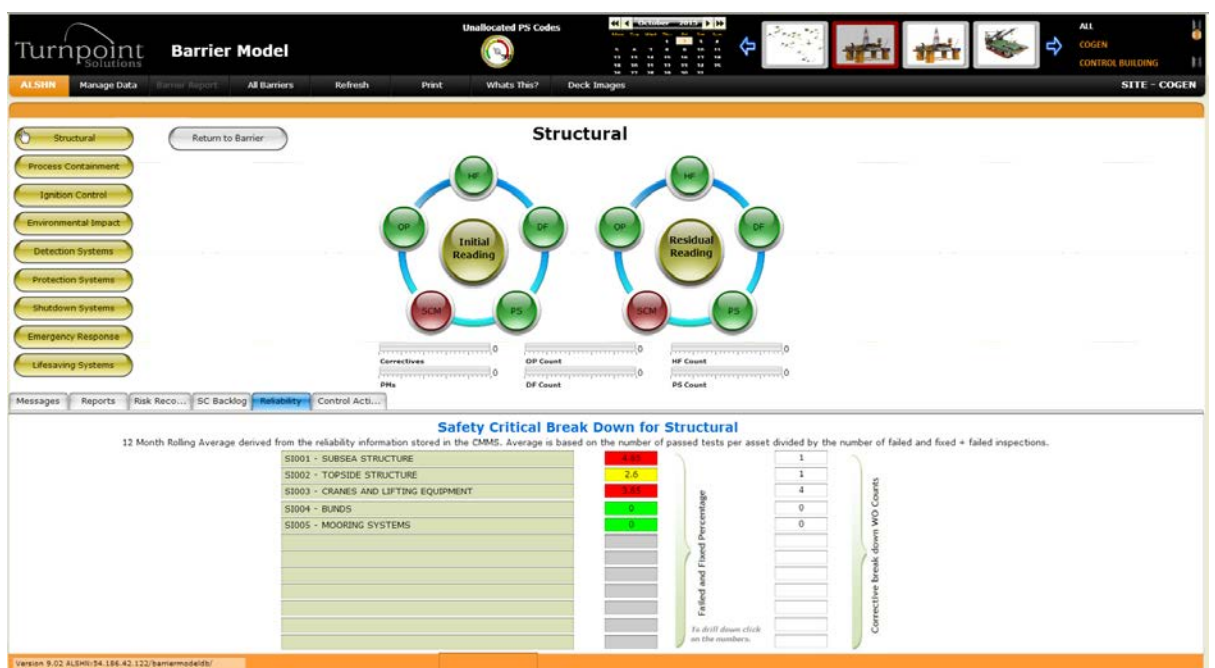 Turnpoint
Solutions
Barrier Model
Unallocated PS Codes
October 2015
ALL
COGEN
CONTROL BUILDING
ALSHN
Manage Data
Barrier Report
All Barriers
Refresh
Print
Whats This?
Deck Images
SITE - COGEN
Structural
Return to Barrier
Structural
Process Containment
Ignition Control
Environmental Impact
Detection Systems
Protection Systems
Shutdown Systems
Emergency Response
Lifesaving Systems
HF
OP
DF
Initial
Reading
SCM
PS
HF
OP
DF
Residual
Reading
SCM
PS
0
0
0
Correctives
OP Count
HF Count
0
0
0
PMs
DF Count
PS Count
Messages
Reports
Risk Reco...
SC Backlog
Reliability
Control Acti...
Safety Critical Break Down for Structural
12 Month Rolling Average derived from the reliability information stored in the CMMS. Average is based on the number of passed tests per asset divided by the number of failed and fixed + failed inspections.
SI001 - SUBSEA STRUCTURE 1
SI002 - TOPSIDE STRUCTURE 2.6 1
SI003 - CRANES AND LIFTING EQUIPMENT 4
SI004 - BUNDS 0 0
SI005 - MOORING SYSTEMS 0 0
Failed and Fixed Percentage
Corrective break down WO Counts
To drill down click
on the numbers.
Version 9.02 ALSHN:54.186.42.122/barriermodeldb/